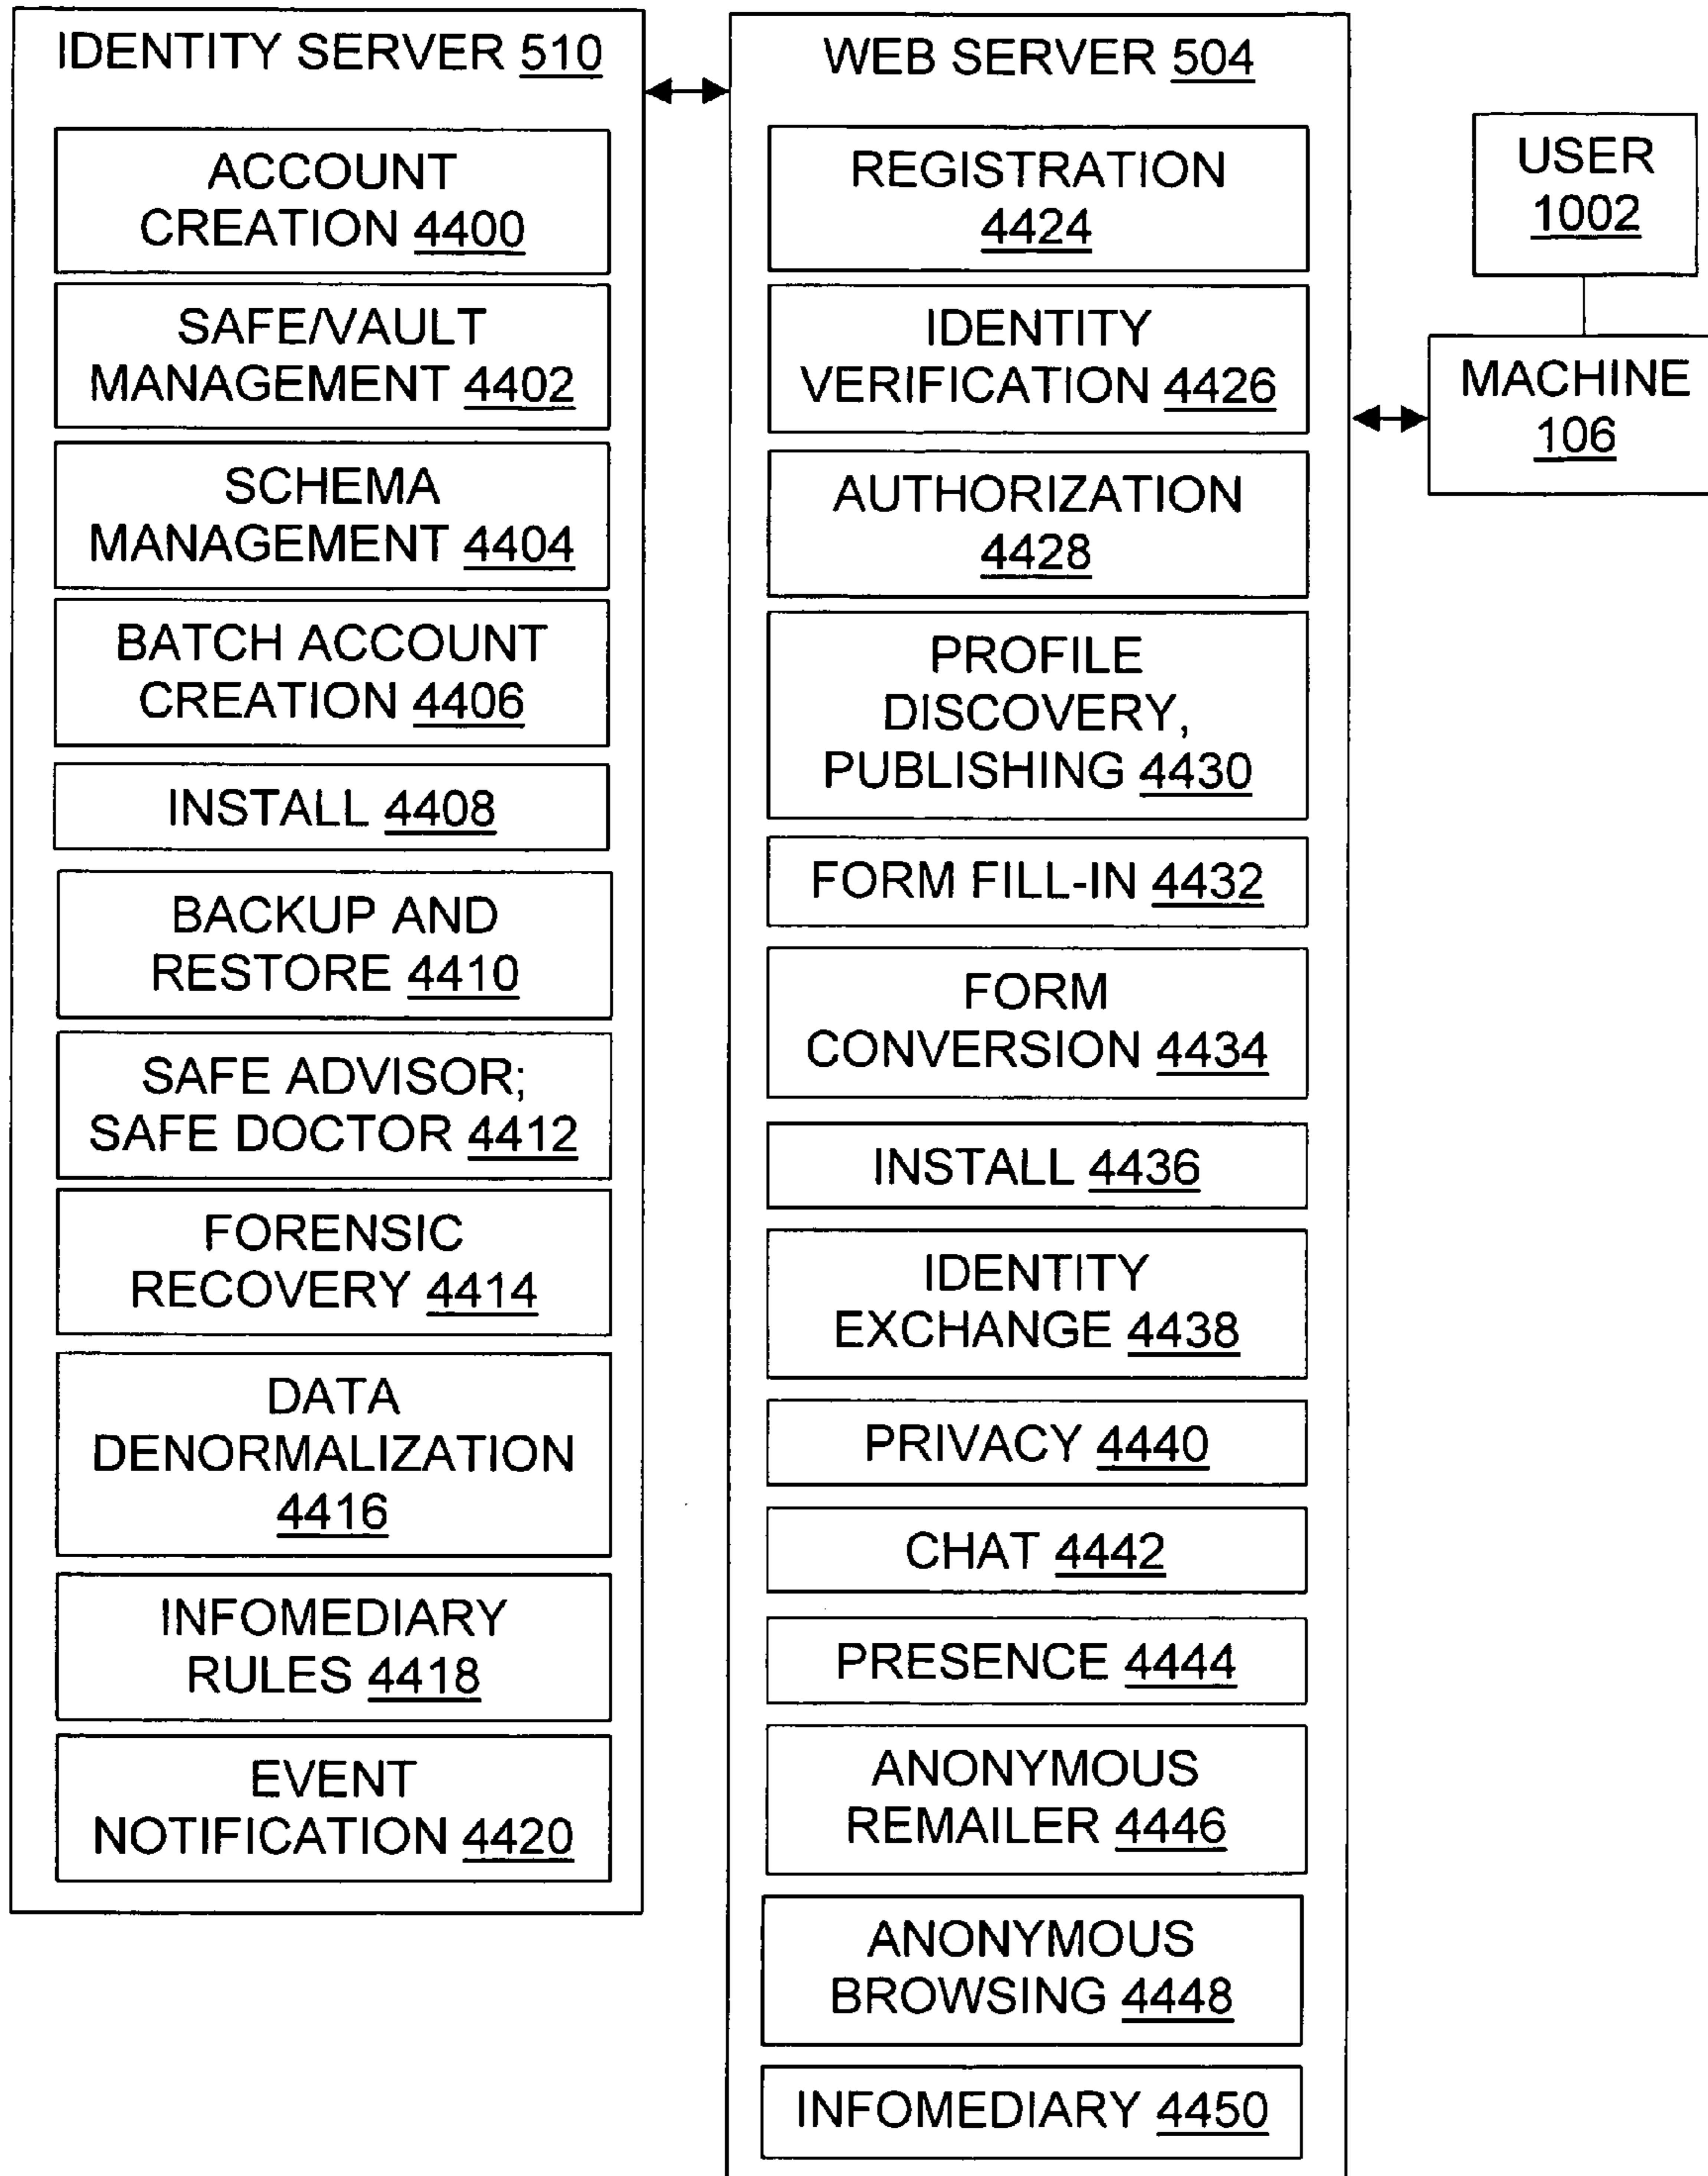 IDENTITY SERVER 510
ACCOUNT
CREATION 4400
SAFE/VAULT
MANAGEMENT 4402
SCHEMA
MANAGEMENT 4404
BATCH ACCOUNT
CREATION 4406
INSTALL 4408
BACKUP AND
RESTORE 4410
SAFE ADVISOR;
SAFE DOCTOR 4412
FORENSIC
RECOVERY 4414
DATA
DENORMALIZATION
4416
INFOMEDIARY
RULES 4418
EVENT
NOTIFICATION 4420
WEB SERVER 504
REGISTRATION
4424
IDENTITY
VERIFICATION 4426
AUTHORIZATION
4428
PROFILE
DISCOVERY,
PUBLISHING 4430
FORM FILL-IN 4432
FORM
CONVERSION 4434
INSTALL 4436
IDENTITY
EXCHANGE 4438
PRIVACY 4440
CHAT 4442
PRESENCE 4444
ANONYMOUS
REMAILER 4446
ANONYMOUS
BROWSING 4448
INFOMEDIARY 4450
USER
1002
MACHINE
106